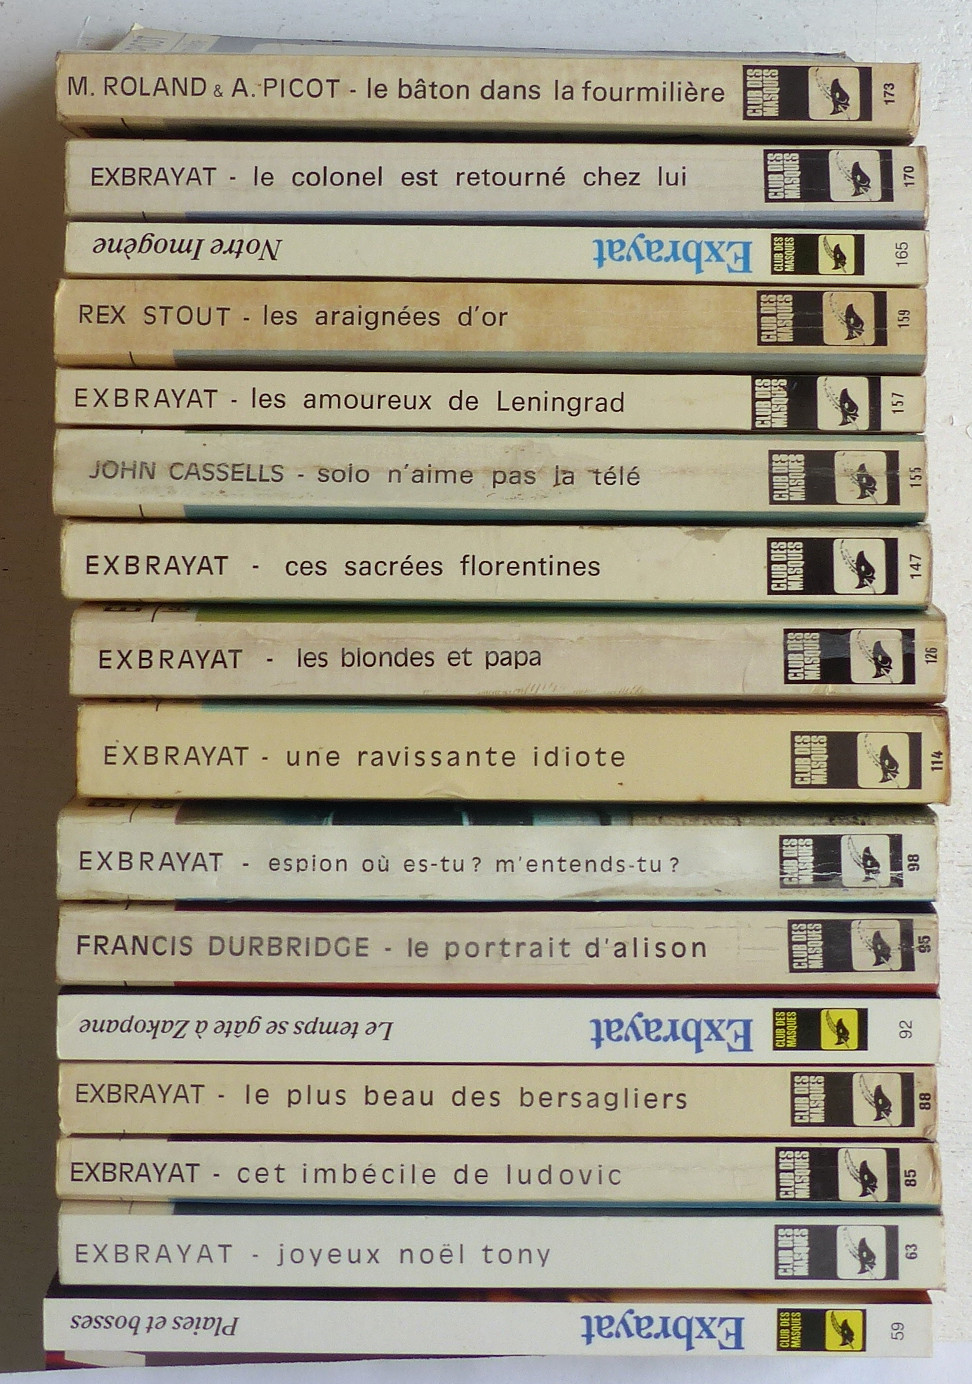 M. ROLAND & A. PICOT - le bâton dans la fourmilière CLUB DES MASQUES 173
EXBRAYAT - le colonel est retourné chez lui CLUB DES MASQUES 170
Notre Imogène Exbrayat CLUB DES MASQUES 165
REX STOUT - les araignées d'or CLUB DES MASQUES 159
EXBRAYAT - les amoureux de Leningrad CLUB DES MASQUES 157
JOHN CASSELLS - solo n'aime pas la télé CLUB DES MASQUES 155
EXBRAYAT - ces sacrées florentines CLUB DES MASQUES 147
EXBRAYAT - les blondes et papa CLUB DES MASQUES 126
EXBRAYAT - une ravissante idiote CLUB DES MASQUES 114
EXBRAYAT - espion où es-tu ? m'entends-tu ? CLUB DES MASQUES 98
FRANCIS DURBRIDGE - le portrait d'alison CLUB DES MASQUES 95
Le temps se gâte à Zakopane Exbrayat CLUB DES MASQUES 92
EXBRAYAT - le plus beau des bersagliers CLUB DES MASQUES 88
EXBRAYAT - cet imbécile de ludovic CLUB DES MASQUES 85
EXBRAYAT - joyeux noël tony CLUB DES MASQUES 63
Plaies et bosses Exbrayat CLUB DES MASQUES 59